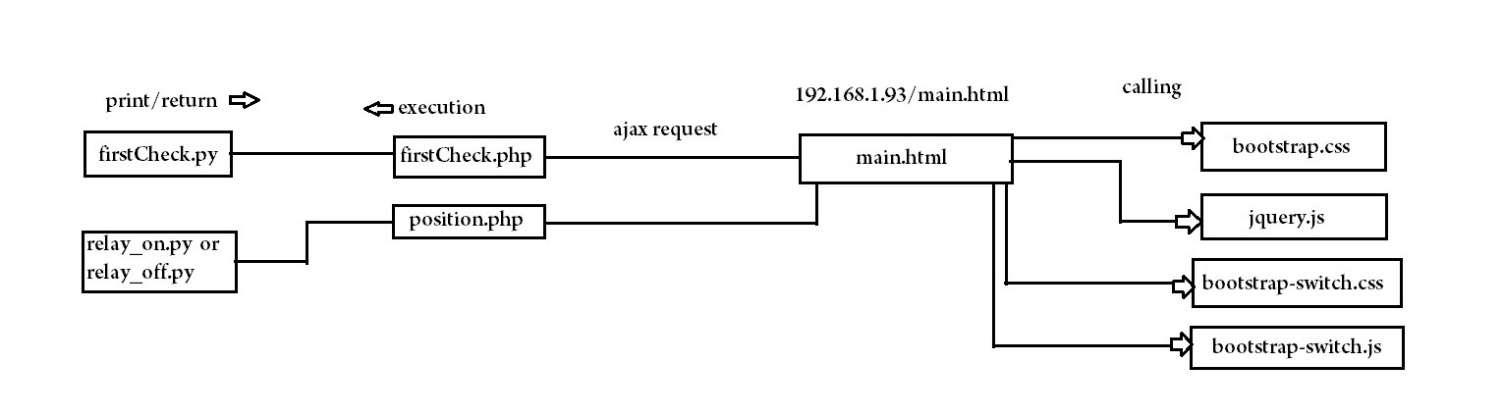 calling
192.168.1.93/main.html
print/return
execution
ajax request
firstCheck.py
firstCheck.php
main.html
bootstrap.css
position.php
jquery.js
relay_on.py or
relay_off.py
bootstrap-switch.css
bootstrap-switch.js